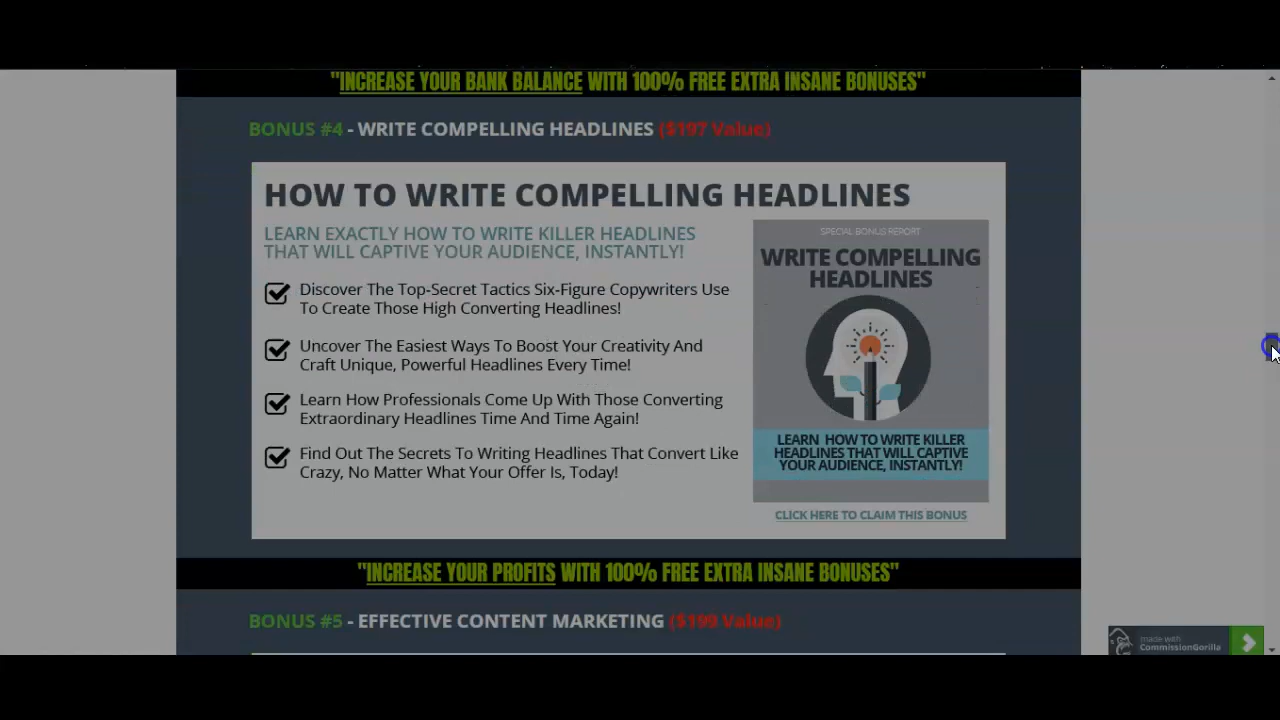 "INCREASE YOUR BANK BALANCE WITH 100% FREE EXTRA INSANE BONUSES"
BONUS #4 - WRITE COMPELLING HEADLINES ($197 Value)
HOW TO WRITE COMPELLING HEADLINES
LEARN EXACTLY HOW TO WRITE KILLER HEADLINES
THAT WILL CAPTIVE YOUR AUDIENCE, INSTANTLY!
Discover The Top-Secret Tactics Six-Figure Copywriters Use
To Create Those High Converting Headlines!
Uncover The Easiest Ways To Boost Your Creativity And
Craft Unique, Powerful Headlines Every Time!
Learn How Professionals Come Up With Those Converting
Extraordinary Headlines Time And Time Again!
Find Out The Secrets To Writing Headlines That Convert Like
Crazy, No Matter What Your Offer Is, Today!
SPECIAL BONUS REPORT
WRITE COMPELLING
HEADLINES
LEARN HOW TO WRITE KILLER
HEADLINES THAT WILL CAPTIVE
YOUR AUDIENCE, INSTANTLY!
CLICK HERE TO CLAIM THIS BONUS
"INCREASE YOUR PROFITS WITH 100% FREE EXTRA INSANE BONUSES"
BONUS #5 - EFFECTIVE CONTENT MARKETING ($199 Value)
made with
CommissionGorilla